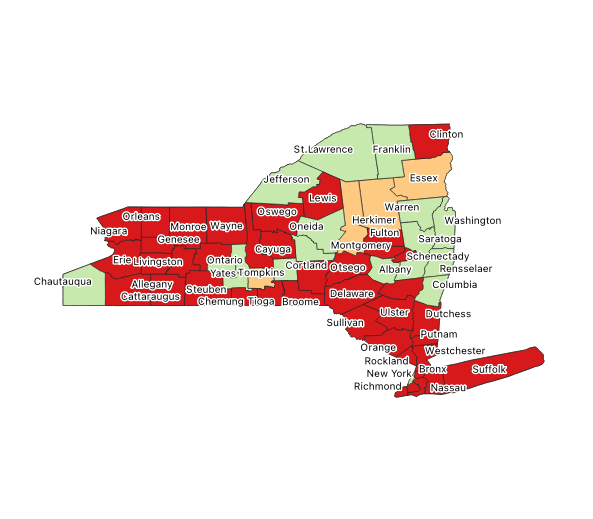 Clinton
St.Lawrence
Franklin
Essex
Jefferson
Lewis
Warren
Orleans
Oswego
Herkimer
Washington
Niagara
Monroe
Wayne
Oneida
Fulton
Genesee
Saratoga
Montgomery
Cayuga
Schenectady
Erie
Livingston
Ontario
Cortland
Otsego
Albany
Rensselaer
Yates
Tompkins
Chautauqua
Allegany
Columbia
Steuben
Delaware
Cattaraugus
Chemung
Tioga
Broome
Ulster
Dutchess
Sullivan
Putnam
Orange
Westchester
Rockland
Bronx
Suffolk
New York
Richmond
Nassau